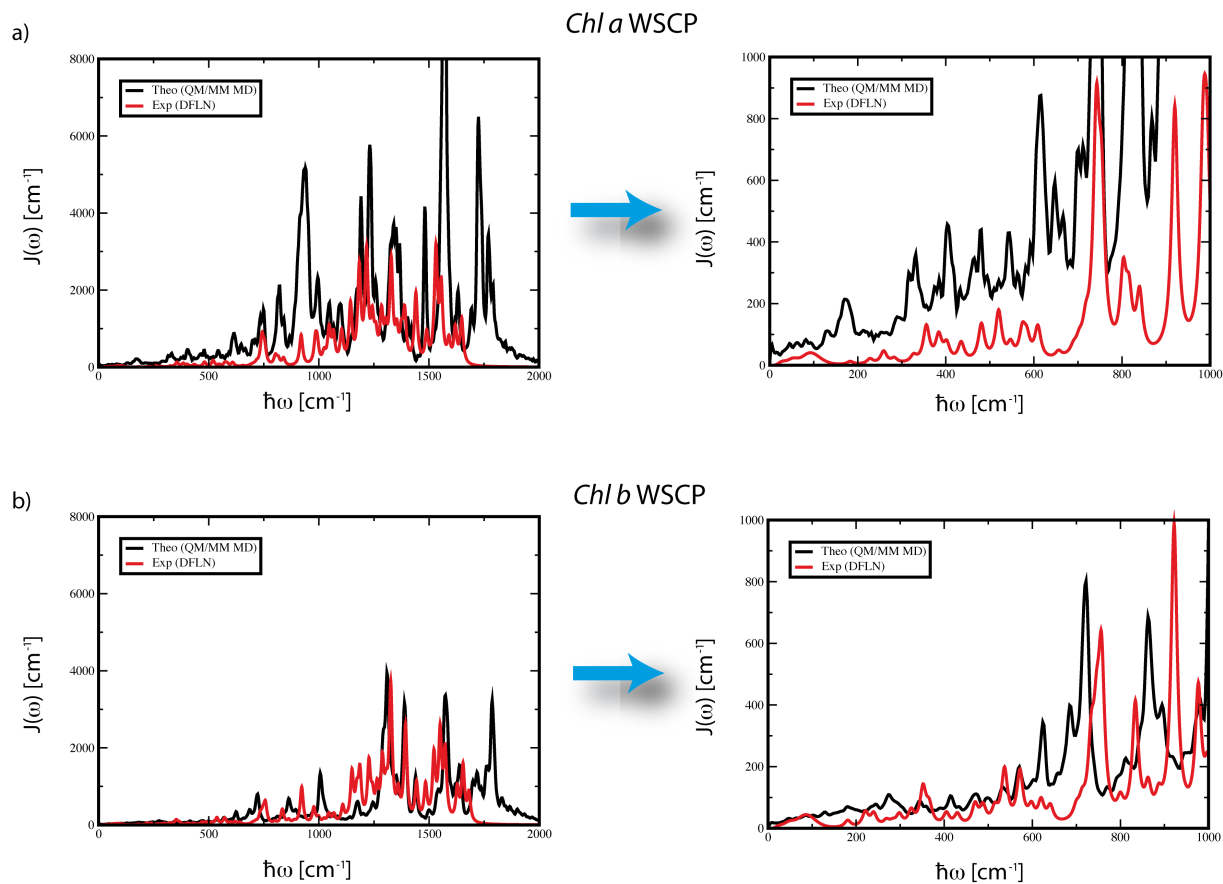 Chl a WSCP
a)
8000
6000
4000
2000
0
J(ω) [cm⁻¹]
Theo (QM/MM MD)
Exp (DFLN)
0 500 1000 1500 2000
ħω [cm⁻¹]
1000
800
600
400
200
0
J(ω) [cm⁻¹]
Theo (QM/MM MD)
Exp (DFLN)
0 200 400 600 800 1000
ħω [cm⁻¹]
Chl b WSCP
b)
8000
6000
4000
2000
0
J(ω) [cm⁻¹]
Theo (QM/MM MD)
Exp (DFLN)
0 500 1000 1500 2000
ħω [cm⁻¹]
1000
800
600
400
200
0
J(ω) [cm⁻¹]
Theo (QM/MM MD)
Exp (DFLN)
0 200 400 600 800 1000
ħω [cm⁻¹]